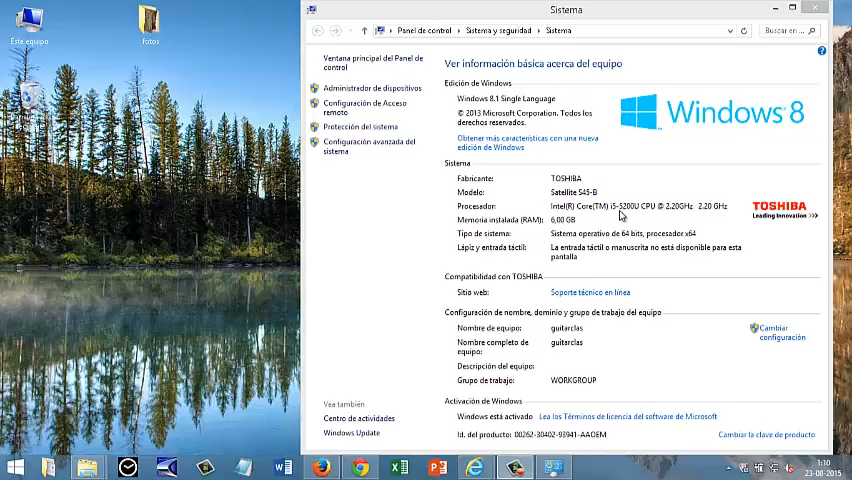 Este equipo
fotos
Sistema
Panel de control
Sistema y seguridad
Sistema
Buscar en ...
Ventana principal del Panel de
control
Administrador de dispositivos
Configuración de Acceso
remoto
Protección del sistema
Configuración avanzada del
sistema
Ver información básica acerca del equipo
Edición de Windows
Windows 8.1 Single Language
© 2013 Microsoft Corporation. Todos los
derechos reservados.
Obtener más características con una nueva
edición de Windows
Windows 8
Sistema
Fabricante: TOSHIBA
Modelo: Satellite S45-B
Procesador: Intel(R) Core(TM) i5-5200U CPU @ 2.20GHz 2.20 GHz
Memoria instalada (RAM): 6,00 GB
Tipo de sistema: Sistema operativo de 64 bits, procesador x64
Lápiz y entrada táctil: La entrada táctil o manuscrita no está disponible para esta
pantalla
TOSHIBA
Leading Innovation >>>
Compatibilidad con TOSHIBA
Sitio web: Soporte técnico en línea
Configuración de nombre, dominio y grupo de trabajo del equipo
Nombre de equipo: guitarclas
Nombre completo de guitarclas
equipo:
Descripción del equipo:
Grupo de trabajo: WORKGROUP
Cambiar
configuración
Activación de Windows
Windows está activado Lea los Términos de licencia del software de Microsoft
Id. del producto: 00262-30402-93941-AAOEM
Cambiar la clave de producto
Vea también
Centro de actividades
Windows Update
1:10
23-08-2015